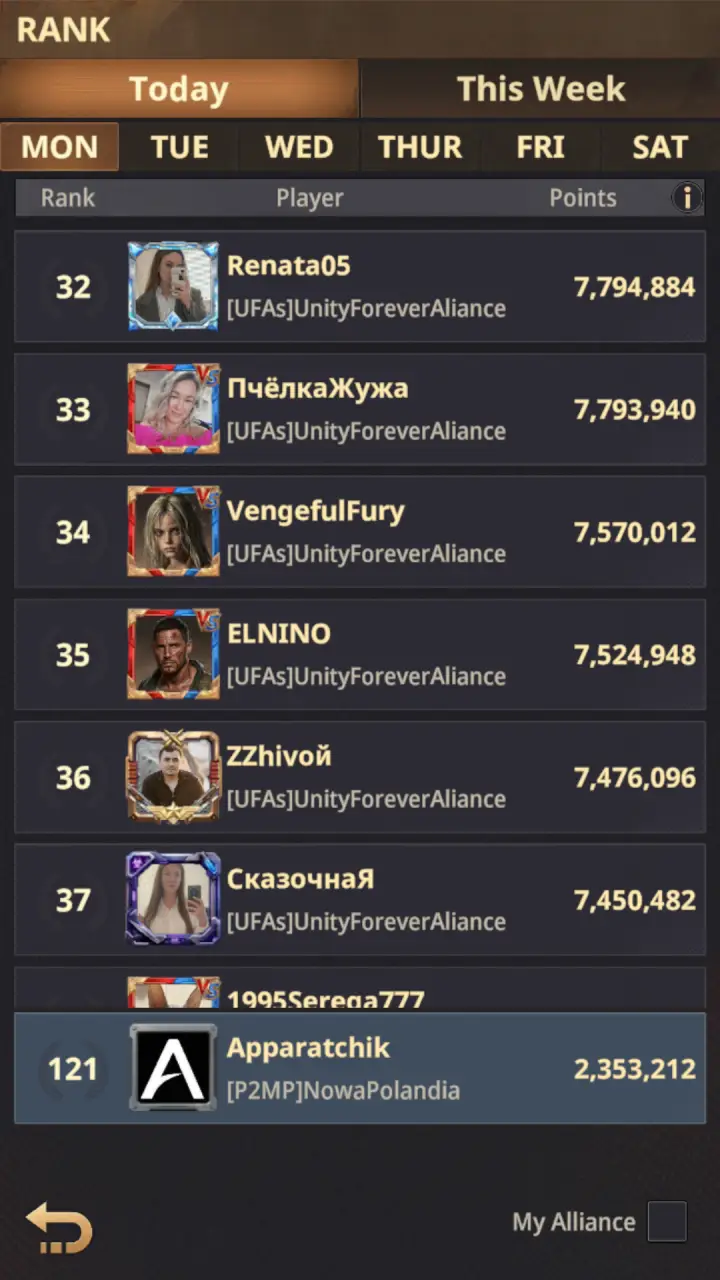 RANK
Today
This Week
MON
TUE
WED
THUR
FRI
SAT
Rank
Player
Points
32
Renata05
[UFAs]UnityForeverAliance
7,794,884
33
ПчёлкаЖужа
[UFAs]UnityForeverAliance
7,793,940
34
VengefulFury
[UFAs]UnityForeverAliance
7,570,012
35
ELNINO
[UFAs]UnityForeverAliance
7,524,948
36
ZZhivой
[UFAs]UnityForeverAliance
7,476,096
37
СказочнаЯ
[UFAs]UnityForeverAliance
7,450,482
1995Serega777
121
Apparatchik
[P2MP]NowaPolandia
2,353,212
My Alliance